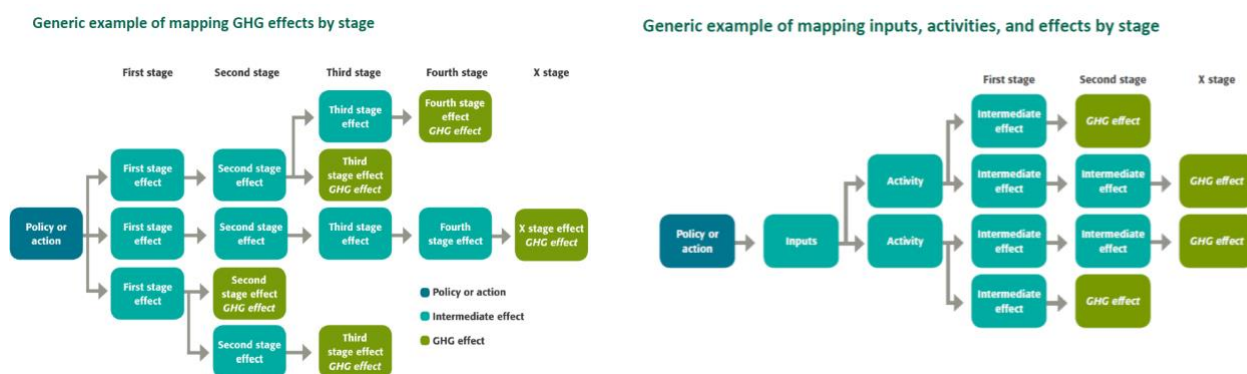 Generic example of mapping GHG effects by stage
First stage
Second stage
Third stage
Fourth stage
X stage
Third stage
effect
Fourth stage
effect
GHG effect
First stage
effect
Second stage
effect
Third
stage effect
GHG effect
Policy or
action
First stage
effect
Second stage
effect
Third stage
effect
Fourth
stage effect
X stage effect
GHG effect
First stage
effect
Second
stage effect
GHG effect
Second stage
effect
Third
stage effect
GHG effect
Policy or action
Intermediate effect
GHG effect
Generic example of mapping inputs, activities, and effects by stage
First stage
Second stage
X stage
Intermediate
effect
GHG effect
Activity
Intermediate
effect
Intermediate
effect
GHG effect
Policy or
action
Inputs
Activity
Intermediate
effect
Intermediate
effect
GHG effect
Intermediate
effect
GHG effect